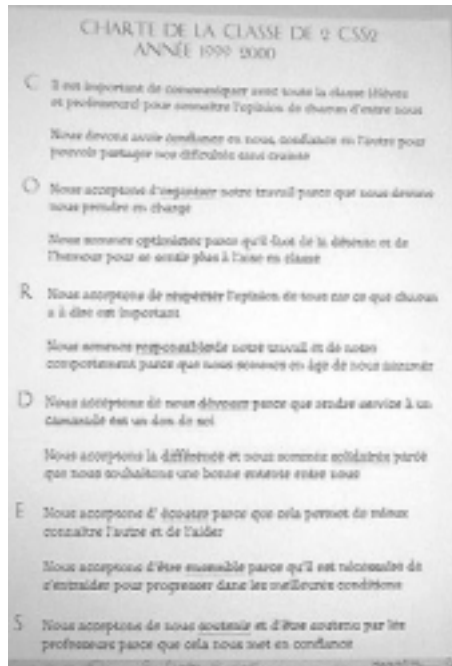 CHARTE DE LA CLASSE DE 2 CSS2
ANNÉE 1999 2000
C Il est important de communiquer avec toute la classe (élèves
et professeurs) pour connaître l'opinion de chacun d'entre nous
Nous devons avoir confiance en nous, confiance en l'autre pour
pouvoir partager nos difficultés sans crainte
O Nous acceptons d'organiser notre travail parce que nous devons
nous prendre en charge
Nous sommes optimistes parce qu'il faut de la détente et de
l'humour pour se sentir plus à l'aise en classe
R Nous acceptons de respecter l'opinion de tous car ce que chacun
a à dire est important
Nous sommes responsables de notre travail et de notre
comportement parce que nous sommes en âge de nous assumer
D Nous acceptons de nous dévouer parce que rendre service à un
camarade est un don de soi
Nous acceptons la différence et nous sommes solidaires parce
que nous souhaitons une bonne entente entre nous
E Nous acceptons d' écouter parce que cela permet de mieux
connaître l'autre et de l'aider
Nous acceptons d'être ensemble parce qu'il est nécessaire de
s'entraider pour progresser dans les meilleures conditions
S Nous acceptons de nous soutenir et d'être soutenu par les
professeurs parce que cela nous met en confiance